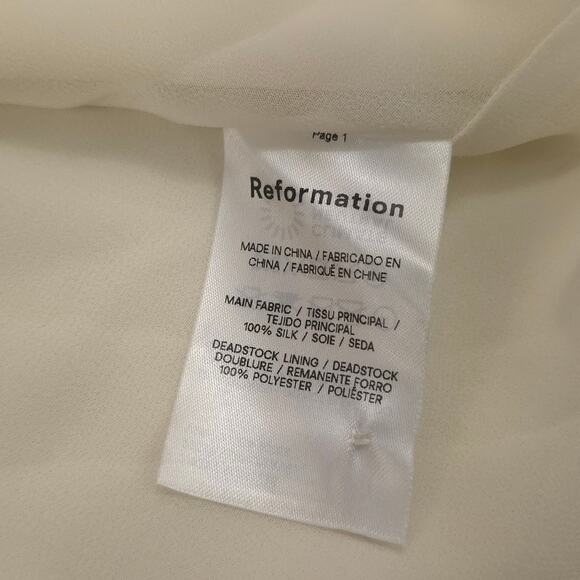 Page 1
Reformation
MADE IN CHINA / FABRICADO EN
CHINA / FABRIQUÉ EN CHINE
MAIN FABRIC / TISSU PRINCIPAL /
TEJIDO PRINCIPAL
100% SILK / SOIE / SEDA
DEADSTOCK LINING / DEADSTOCK
DOUBLURE / REMANENTE FORRO
100% POLYESTER / POLIÉSTER